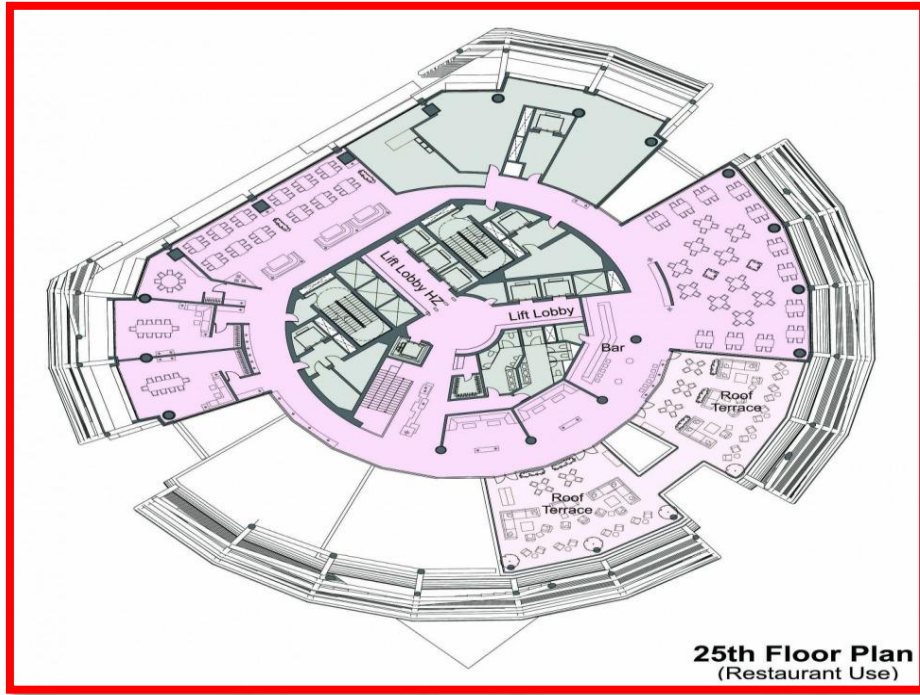 Lift Lobby HZ
Lift Lobby
Bar
Roof
Terrace
Roof
Terrace
25th Floor Plan
(Restaurant Use)